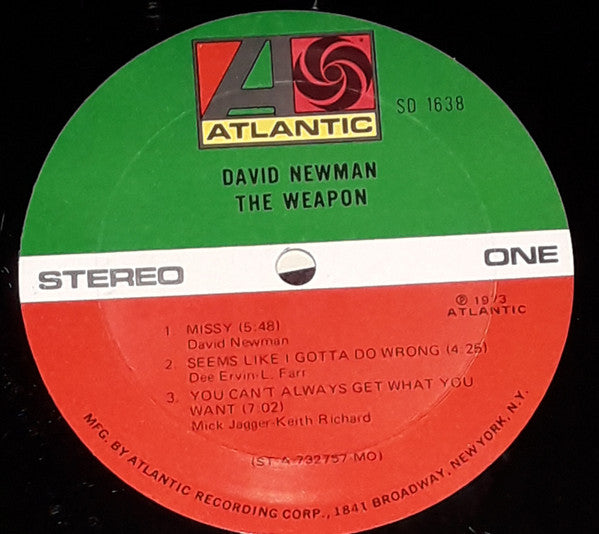 ATLANTIC
SD 1638
DAVID NEWMAN
THE WEAPON
STEREO
ONE
℗ 1973
ATLANTIC
1 MISSY (5.48)
David Newman
2. SEEMS LIKE I GOTTA DO WRONG (4.25)
Dee Ervin-L. Farr
3. YOU CAN'T ALWAYS GET WHAT YOU
WANT (7.02)
Mick Jagger-Keith Richard
(ST-A-732757-MO)
MFG. BY ATLANTIC RECORDING CORP., 1841 BROADWAY, NEW YORK, N.Y.